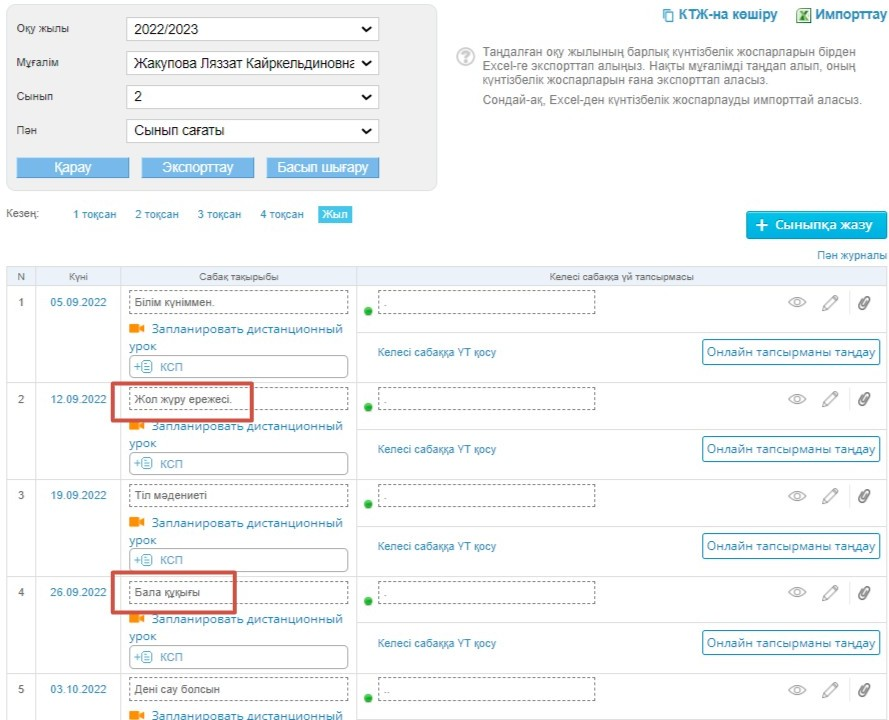 Оқу жылы
2022/2023
Мұғалім
Жакупова Ляззат Кайркельдиновна
Сынып
2
Пән
Сынып сағаты
Қарау
Экспорттау
Басып шығару
КТЖ-на көшіру
Импорттау
Таңдалған оқу жылының барлық күнтізбелік жоспарларын бірден
Excel-ге экспорттап алыңыз. Нақты мұғалімді таңдап алып, оның
күнтізбелік жоспарларын ғана экспорттап аласыз.
Сондай-ақ, Excel-ден күнтізбелік жоспарлауды импорттай аласыз.
Кезең:
1 тоқсан
2 тоқсан
3 тоқсан
4 тоқсан
Жыл
+ Сыныпқа жазу
Пән журналы
N
Күні
Сабақ тақырыбы
Келесі сабаққа үй тапсырмасы
1
05.09.2022
Білім күніммен.
.
Запланировать дистанционный
урок
Келесі сабаққа ҮТ қосу
Онлайн тапсырманы таңдау
КСП
2
12.09.2022
Жол жүру ережесі.
.
Запланировать дистанционный
урок
Келесі сабаққа ҮТ қосу
Онлайн тапсырманы таңдау
КСП
3
19.09.2022
Тіл мәдениеті
.
Запланировать дистанционный
урок
Келесі сабаққа ҮТ қосу
Онлайн тапсырманы таңдау
КСП
4
26.09.2022
Бала құқығы
.
Запланировать дистанционный
урок
Келесі сабаққа ҮТ қосу
Онлайн тапсырманы таңдау
КСП
5
03.10.2022
Дені сау болсын
..
Запланировать дистанционный